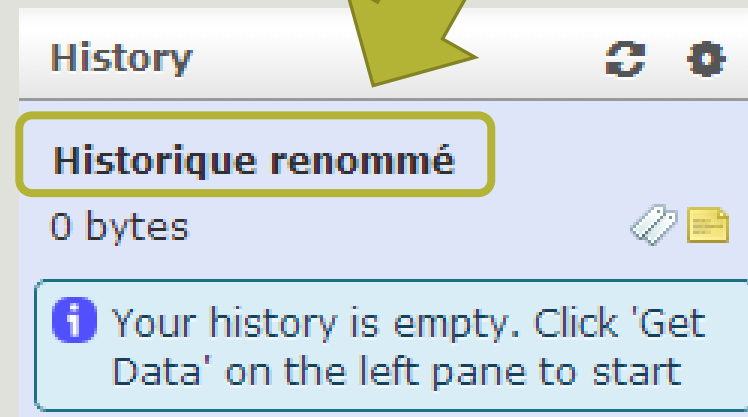 History
Historique renommé
0 bytes
Your history is empty. Click 'Get
Data' on the left pane to start